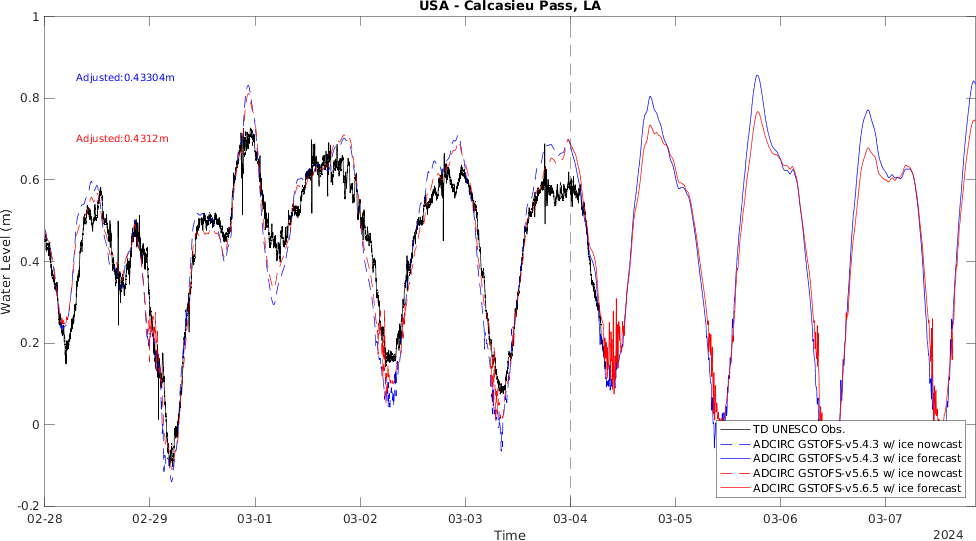 USA - Calcasieu Pass, LA
1
Adjusted:0.43304m
0.8
Adjusted:0.4312m
0.6
Water Level (m)
0.4
0.2
0
TD UNESCO Obs.
ADCIRC GSTOFS-v5.4.3 w/ ice nowcast
ADCIRC GSTOFS-v5.4.3 w/ ice forecast
ADCIRC GSTOFS-v5.6.5 w/ ice nowcast
ADCIRC GSTOFS-v5.6.5 w/ ice forecast
-0.2
02-28 02-29 03-01 03-02 03-03 03-04 03-05 03-06 03-07
Time 2024